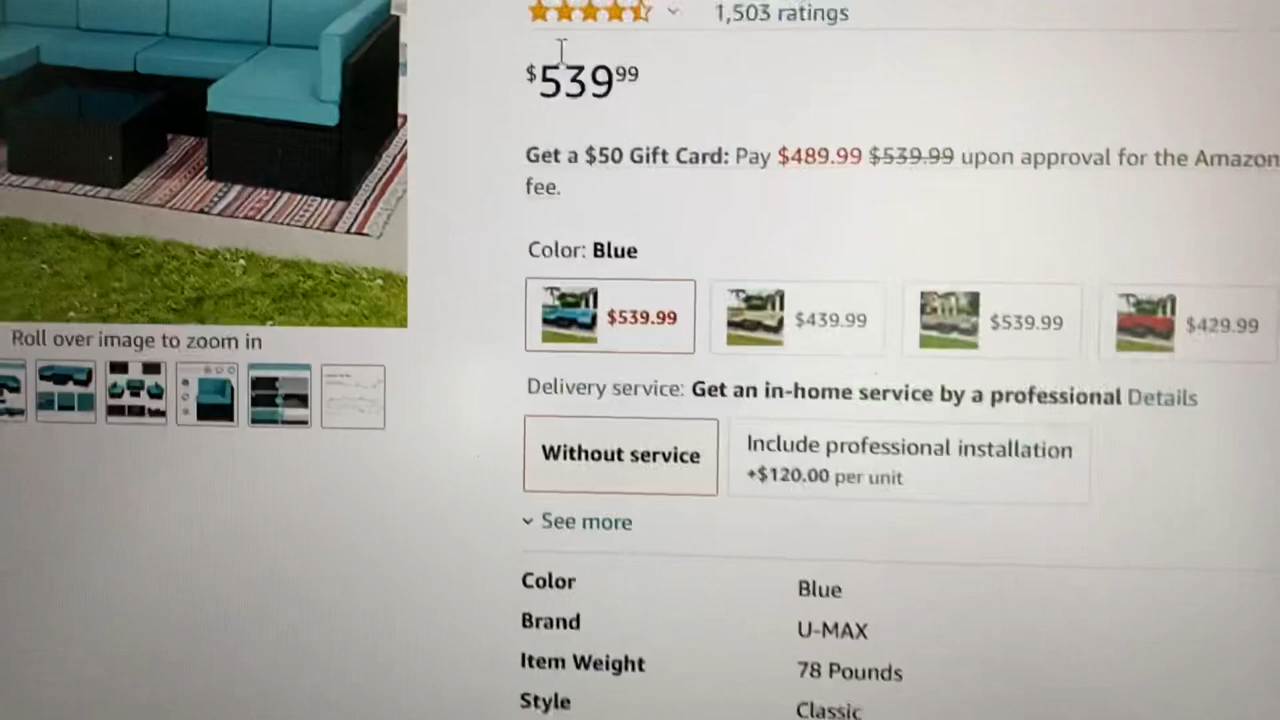 1,503 ratings
$539⁹⁹
Get a $50 Gift Card: Pay $489.99 $539.99 upon approval for the Amazon
fee.
Color: Blue
$539.99 $439.99 $539.99 $429.99
Roll over image to zoom in
Delivery service: Get an in-home service by a professional Details
Without service
Include professional installation
+$120.00 per unit
See more
Color Blue
Brand U-MAX
Item Weight 78 Pounds
Style Classic